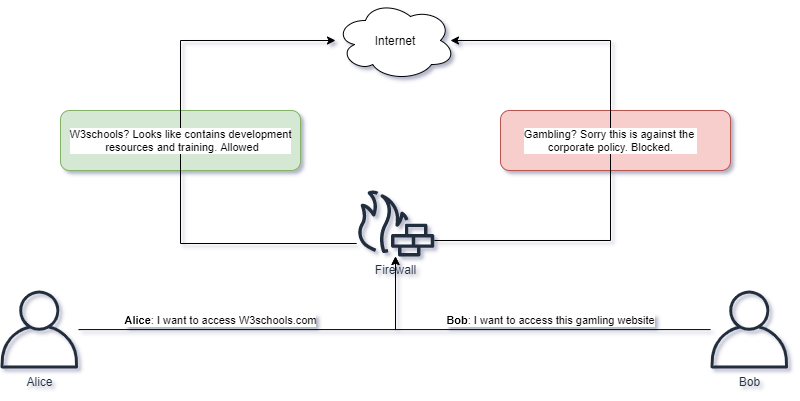 Internet
W3schools? Looks like contains development
resources and training. Allowed
Gambling? Sorry this is against the
corporate policy. Blocked.
Firewall
Alice: I want to access W3schools.com
Bob: I want to access this gamling website
Alice
Bob